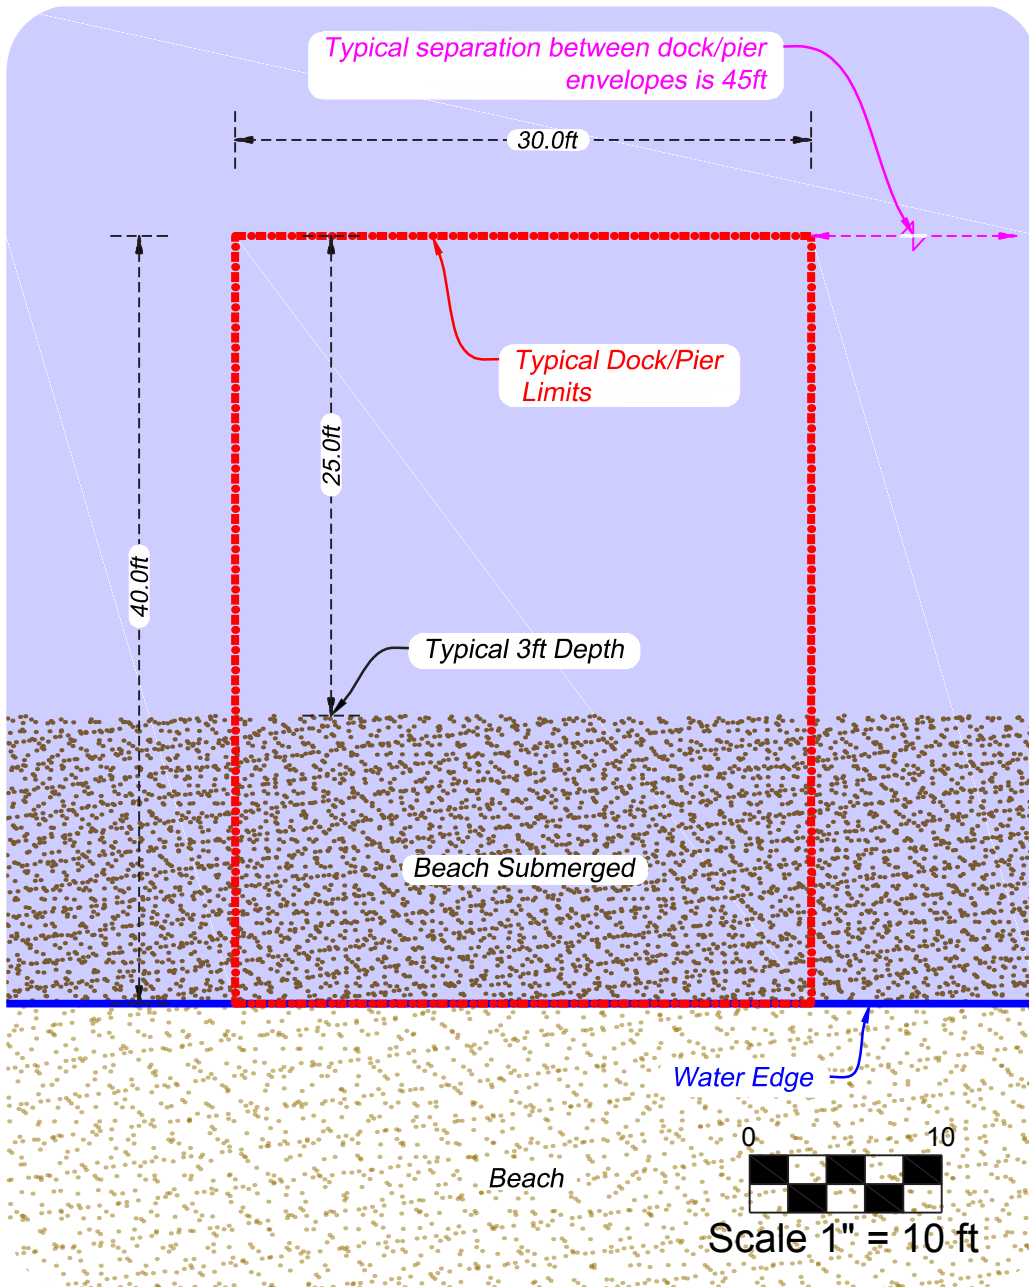 Typical separation between dock/pier
envelopes is 45ft
30.0ft
Typical Dock/Pier
Limits
25.0ft
40.0ft
Typical 3ft Depth
Beach Submerged
Water Edge
0 10
Beach
Scale 1" = 10 ft